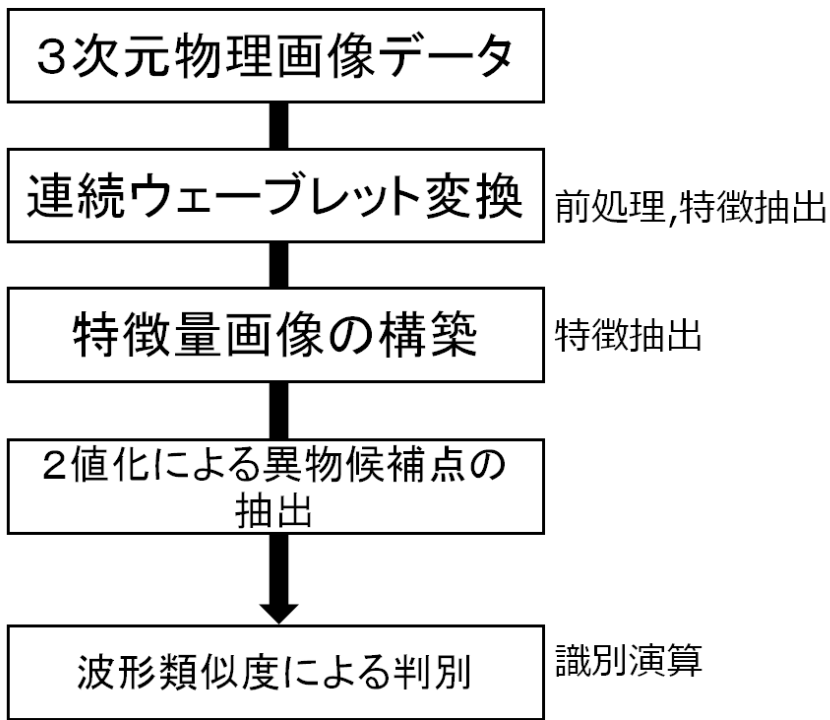 ３次元物理画像データ
連続ウェーブレット変換
前処理,特徴抽出
特徴量画像の構築
特徴抽出
２値化による異物候補点の
抽出
波形類似度による判別
識別演算